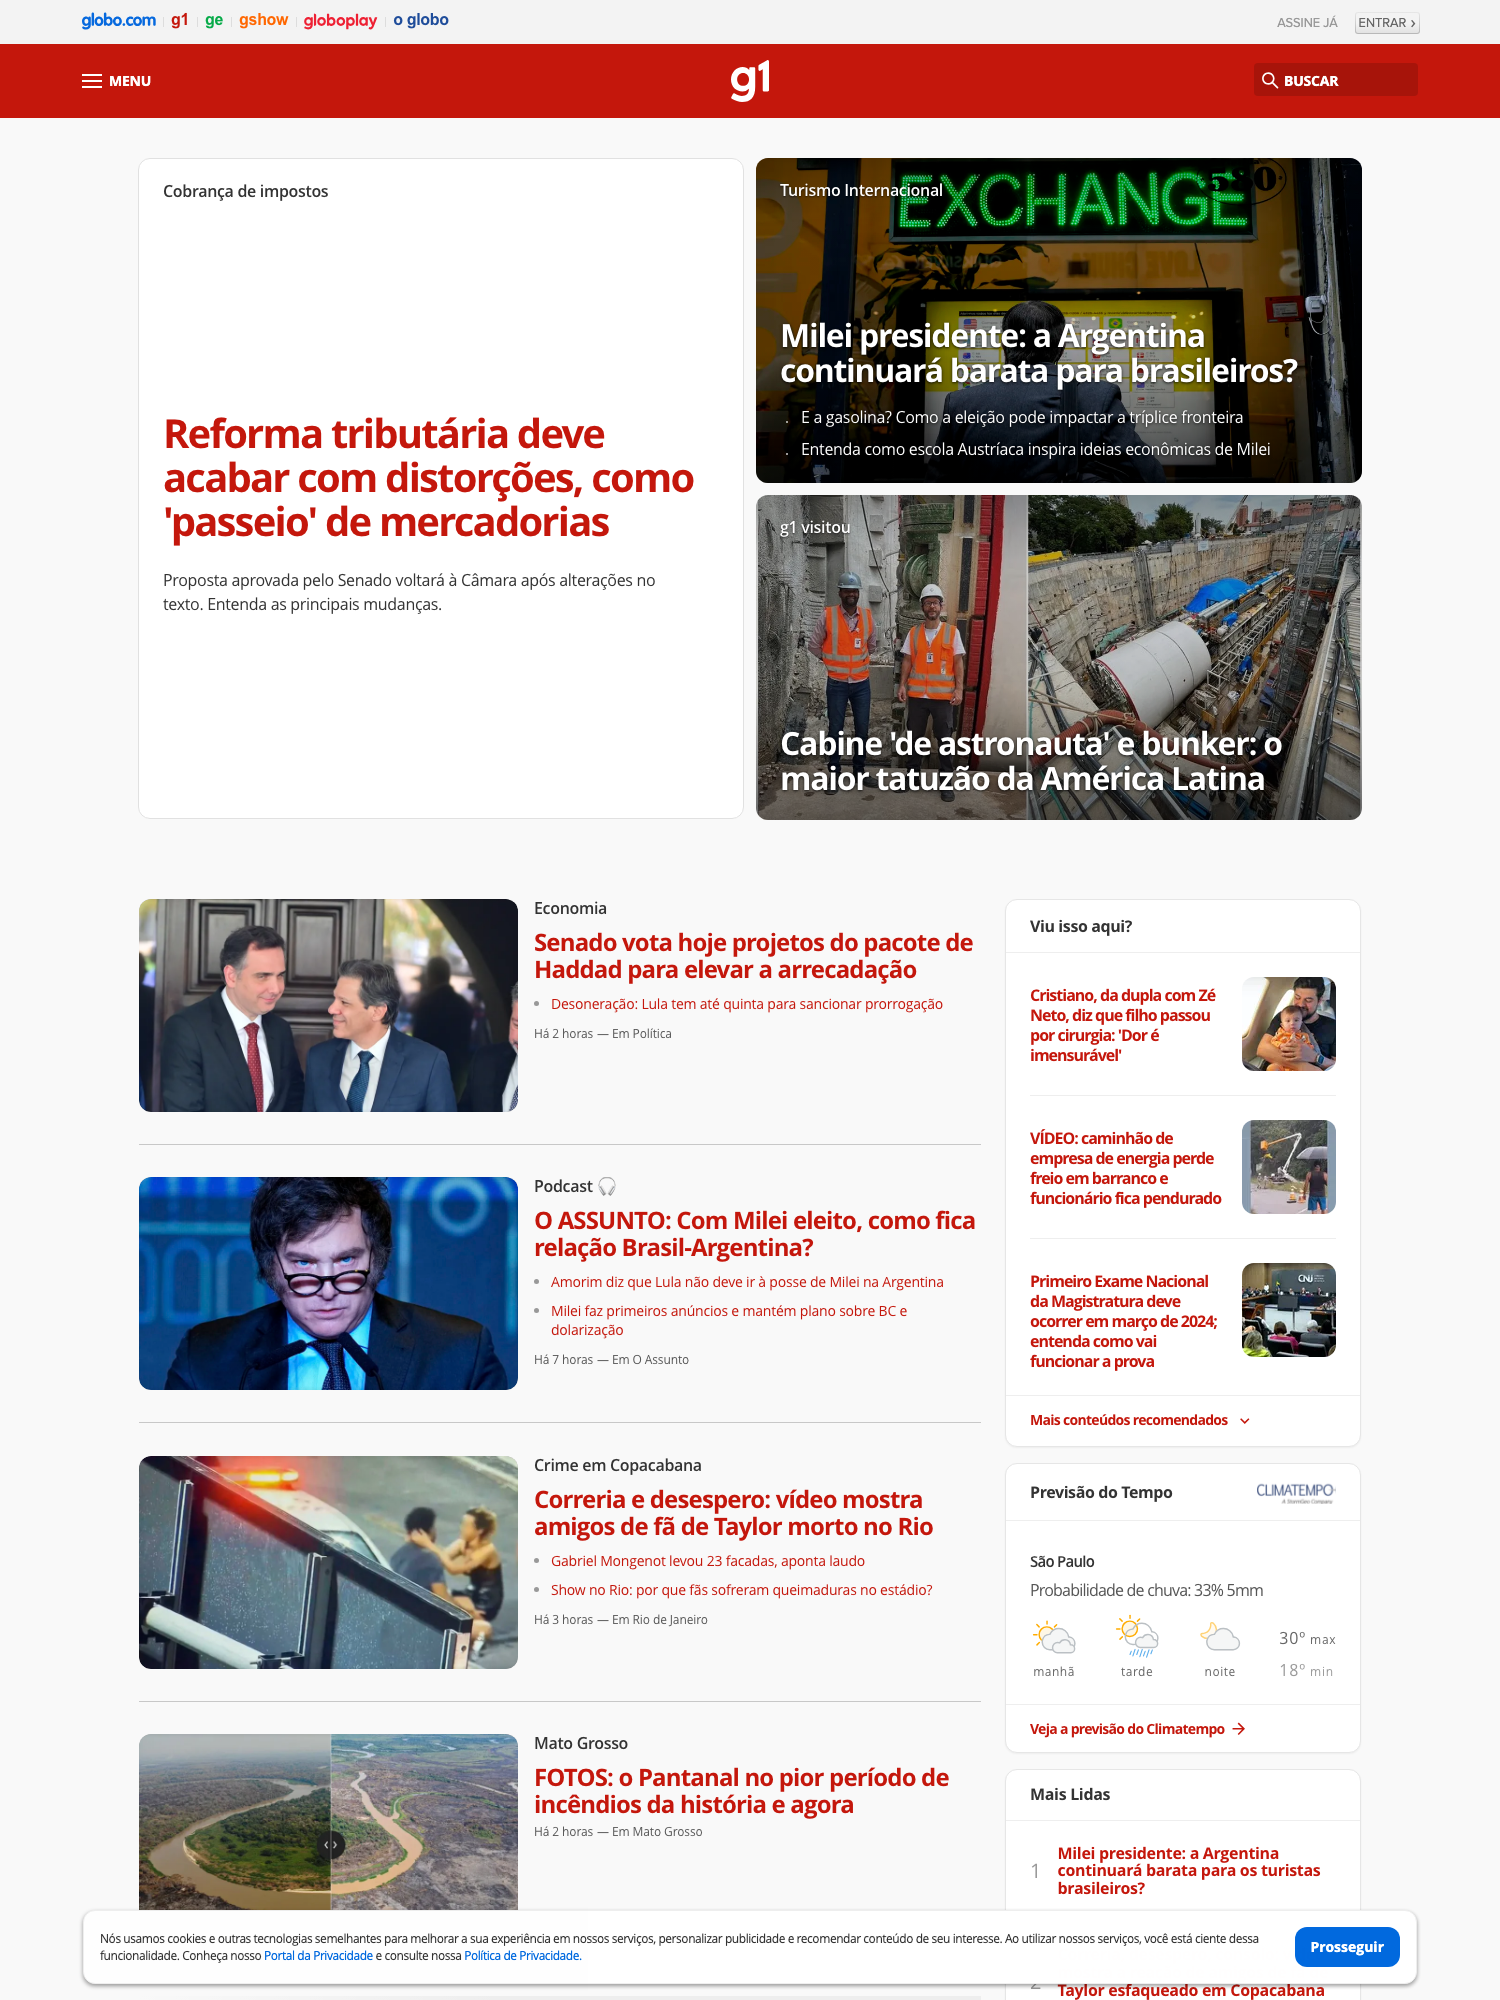 globo.com g1 ge gshow globoplay o globo ASSINE JÁ ENTRAR ›
MENU g1 BUSCAR
Cobrança de impostos
Reforma tributária deve
acabar com distorções, como
'passeio' de mercadorias
Proposta aprovada pelo Senado voltará à Câmara após alterações no
texto. Entenda as principais mudanças.
Turismo Internacional
EXCHANGE
Milei presidente: a Argentina
continuará barata para brasileiros?
. E a gasolina? Como a eleição pode impactar a tríplice fronteira
. Entenda como escola Austríaca inspira ideias econômicas de Milei
g1 visitou
Cabine 'de astronauta' e bunker: o
maior tatuzão da América Latina
Economia
Senado vota hoje projetos do pacote de
Haddad para elevar a arrecadação
Desoneração: Lula tem até quinta para sancionar prorrogação
Há 2 horas — Em Política
Podcast
O ASSUNTO: Com Milei eleito, como fica
relação Brasil-Argentina?
Amorim diz que Lula não deve ir à posse de Milei na Argentina
Milei faz primeiros anúncios e mantém plano sobre BC e
dolarização
Há 7 horas — Em O Assunto
Crime em Copacabana
Correria e desespero: vídeo mostra
amigos de fã de Taylor morto no Rio
Gabriel Mongenot levou 23 facadas, aponta laudo
Show no Rio: por que fãs sofreram queimaduras no estádio?
Há 3 horas — Em Rio de Janeiro
Mato Grosso
FOTOS: o Pantanal no pior período de
incêndios da história e agora
Há 2 horas — Em Mato Grosso
Viu isso aqui?
Cristiano, da dupla com Zé
Neto, diz que filho passou
por cirurgia: 'Dor é
imensurável'
VÍDEO: caminhão de
empresa de energia perde
freio em barranco e
funcionário fica pendurado
Primeiro Exame Nacional
da Magistratura deve
ocorrer em março de 2024;
entenda como vai
funcionar a prova
CNJ
Mais conteúdos recomendados
Previsão do Tempo
CLIMATEMPO
A StormGeo Company
São Paulo
Probabilidade de chuva: 33% 5mm
30º max
manhã tarde noite 18º min
Veja a previsão do Climatempo
Mais Lidas
1 Milei presidente: a Argentina
continuará barata para os turistas
brasileiros?
Taylor esfaqueado em Copacabana
Nós usamos cookies e outras tecnologias semelhantes para melhorar a sua experiência em nossos serviços, personalizar publicidade e recomendar conteúdo de seu interesse. Ao utilizar nossos serviços, você está ciente dessa
funcionalidade. Conheça nosso Portal da Privacidade e consulte nossa Política de Privacidade.
Prosseguir